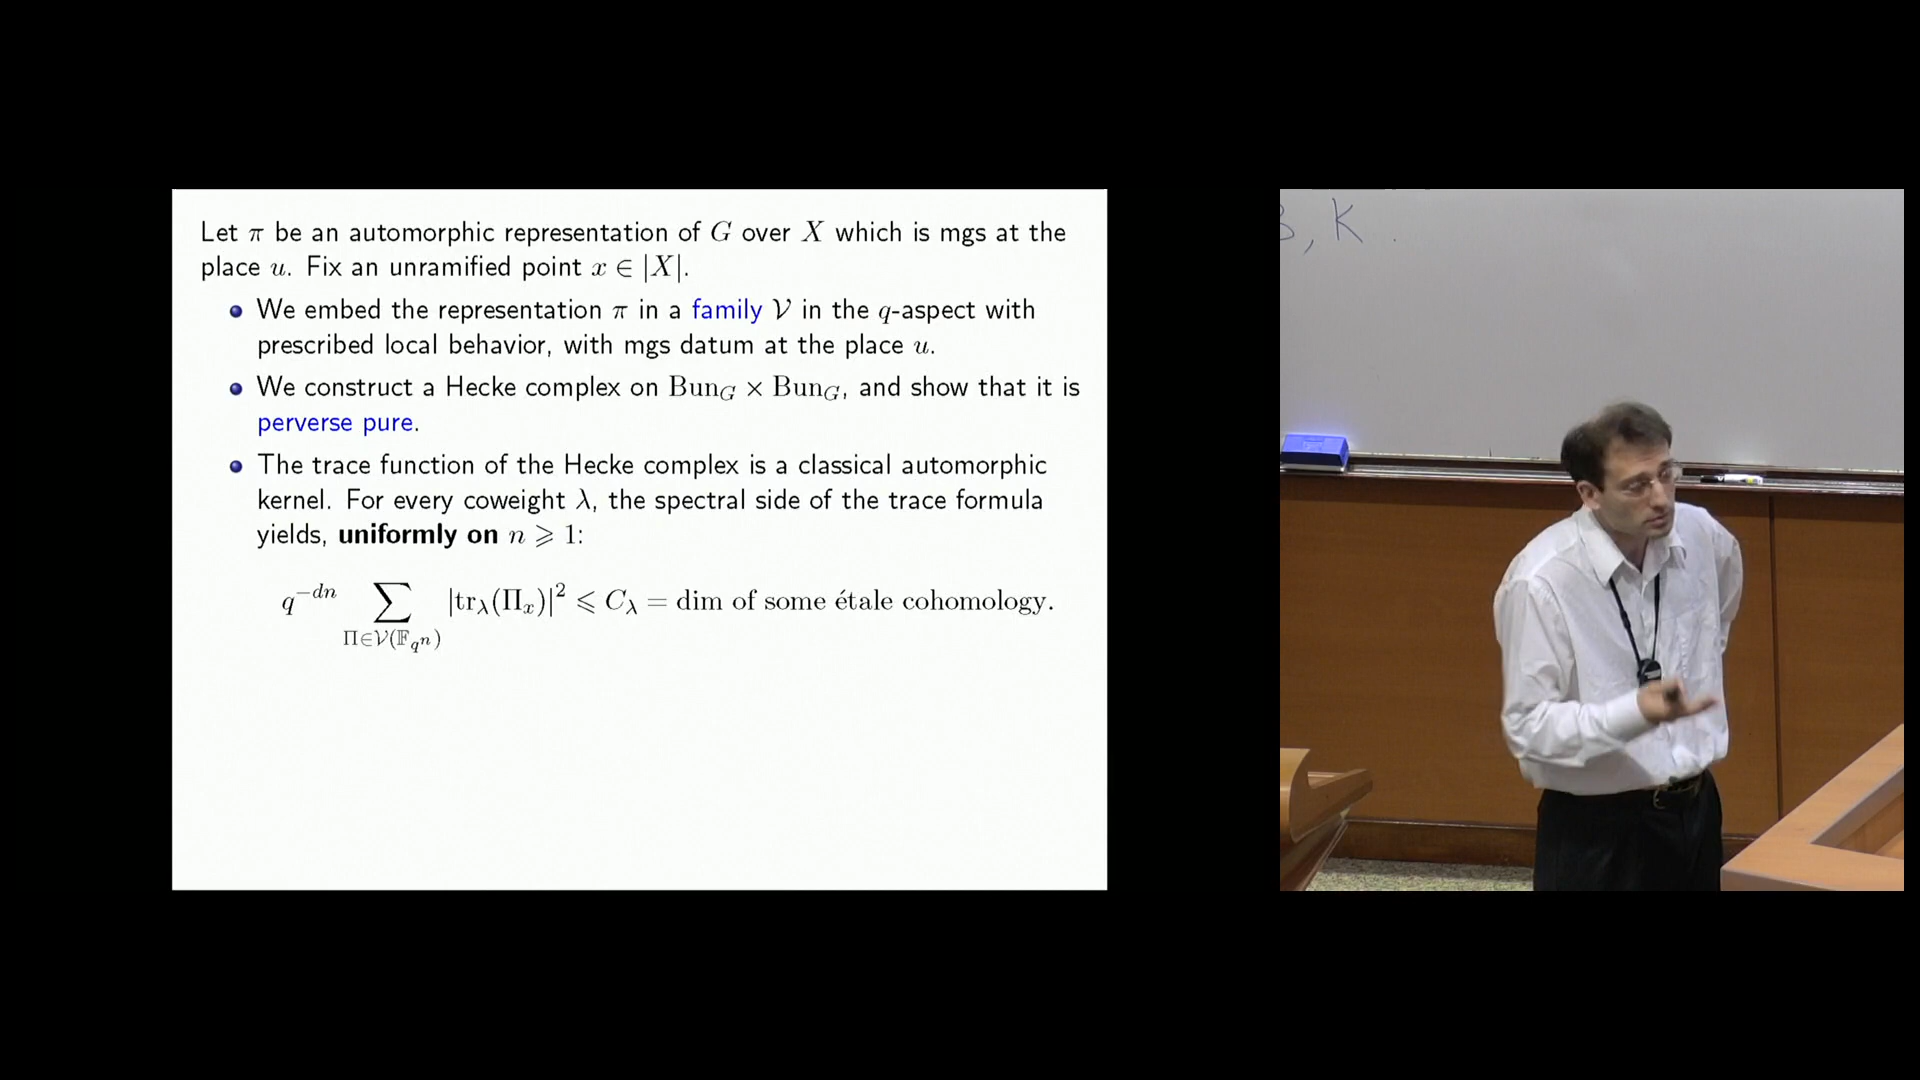 Let π be an automorphic representation of G over X which is mgs at the
place u. Fix an unramified point x ∈ |X|.
• We embed the representation π in a family 𝒱 in the q-aspect with
prescribed local behavior, with mgs datum at the place u.
• We construct a Hecke complex on Bun_G × Bun_G, and show that it is
perverse pure.
• The trace function of the Hecke complex is a classical automorphic
kernel. For every coweight λ, the spectral side of the trace formula
yields, uniformly on n ⩾ 1:
q^{-dn} ∑_{Π∈𝒱(𝔽_{q^n})} |tr_λ(Π_x)|^2 ⩽ C_λ = dim of some étale cohomology.
, K .